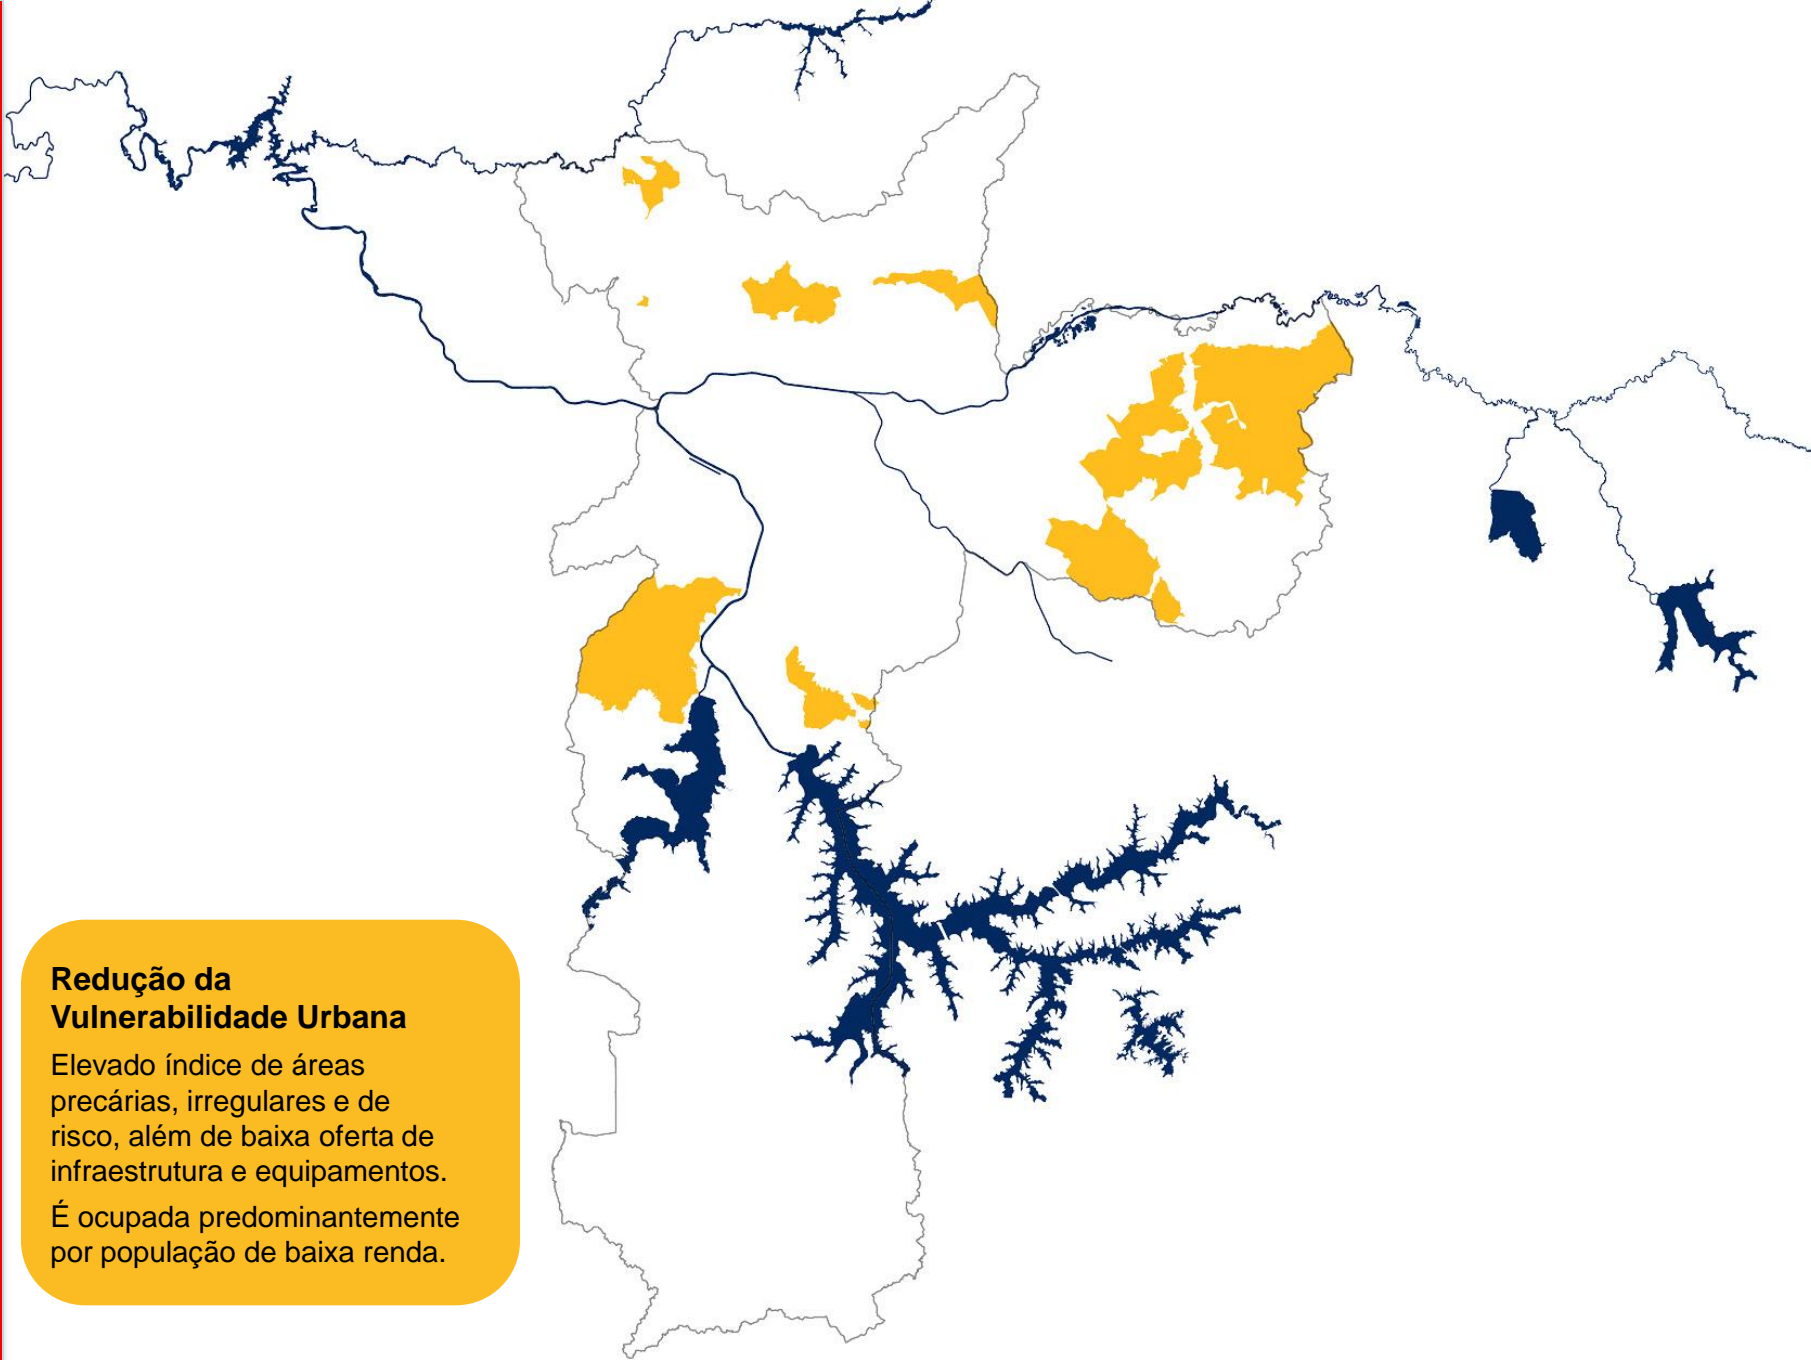 Redução da
Vulnerabilidade Urbana
Elevado índice de áreas
precárias, irregulares e de
risco, além de baixa oferta de
infraestrutura e equipamentos.
É ocupada predominantemente
por população de baixa renda.